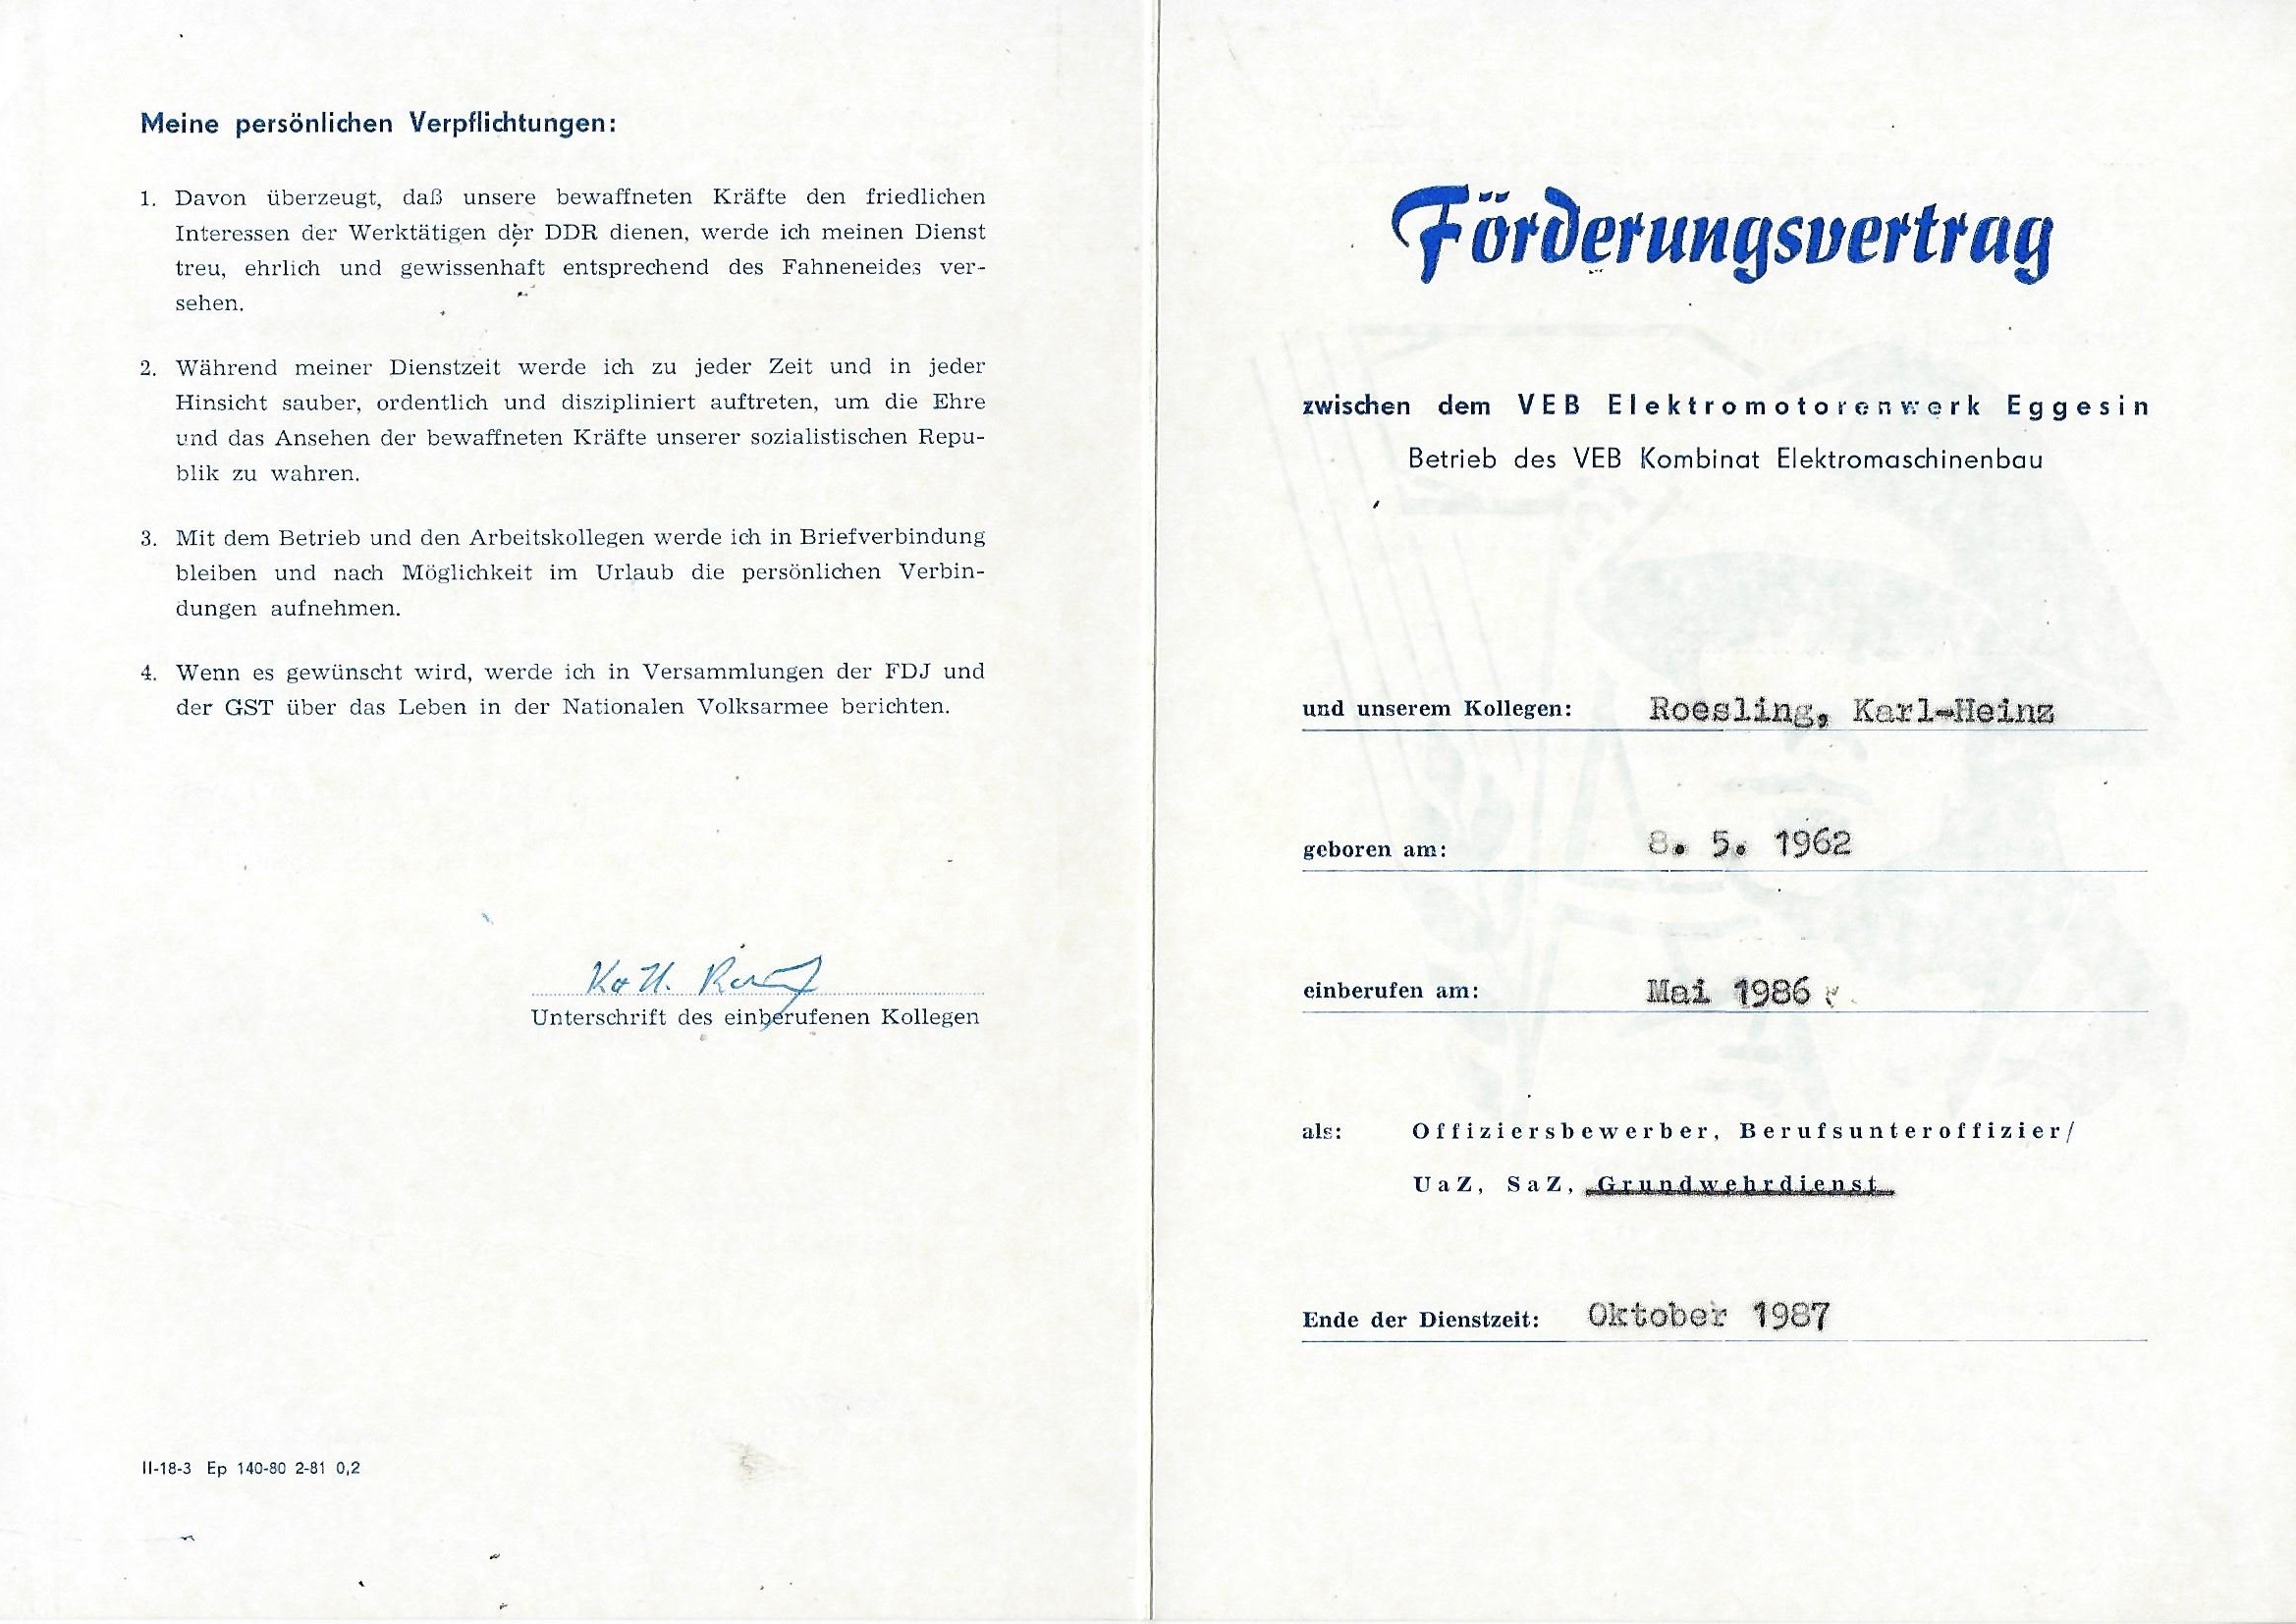 Meine persönlichen Verpflichtungen:
1. Davon überzeugt, daß unsere bewaffneten Kräfte den friedlichen
Interessen der Werktätigen der DDR dienen, werde ich meinen Dienst
treu, ehrlich und gewissenhaft entsprechend des Fahneneides ver-
sehen.
2. Während meiner Dienstzeit werde ich zu jeder Zeit und in jeder
Hinsicht sauber, ordentlich und diszipliniert auftreten, um die Ehre
und das Ansehen der bewaffneten Kräfte unserer sozialistischen Repu-
blik zu wahren.
3. Mit dem Betrieb und den Arbeitskollegen werde ich in Briefverbindung
bleiben und nach Möglichkeit im Urlaub die persönlichen Verbin-
dungen aufnehmen.
4. Wenn es gewünscht wird, werde ich in Versammlungen der FDJ und
der GST über das Leben in der Nationalen Volksarmee berichten.
Unterschrift des einberufenen Kollegen
II-18-3 Ep 140-80 2-81 0,2
Förderungsvertrag
zwischen dem VEB Elektromotorenwerk Eggesin
Betrieb des VEB Kombinat Elektromaschinenbau
und unserem Kollegen: Roesling, Karl-Heinz
geboren am: 8. 5. 1962
einberufen am: Mai 1986
als: Offiziersbewerber, Berufsunteroffizier/
UaZ, SaZ, Grundwehrdienst
Ende der Dienstzeit: Oktober 1987